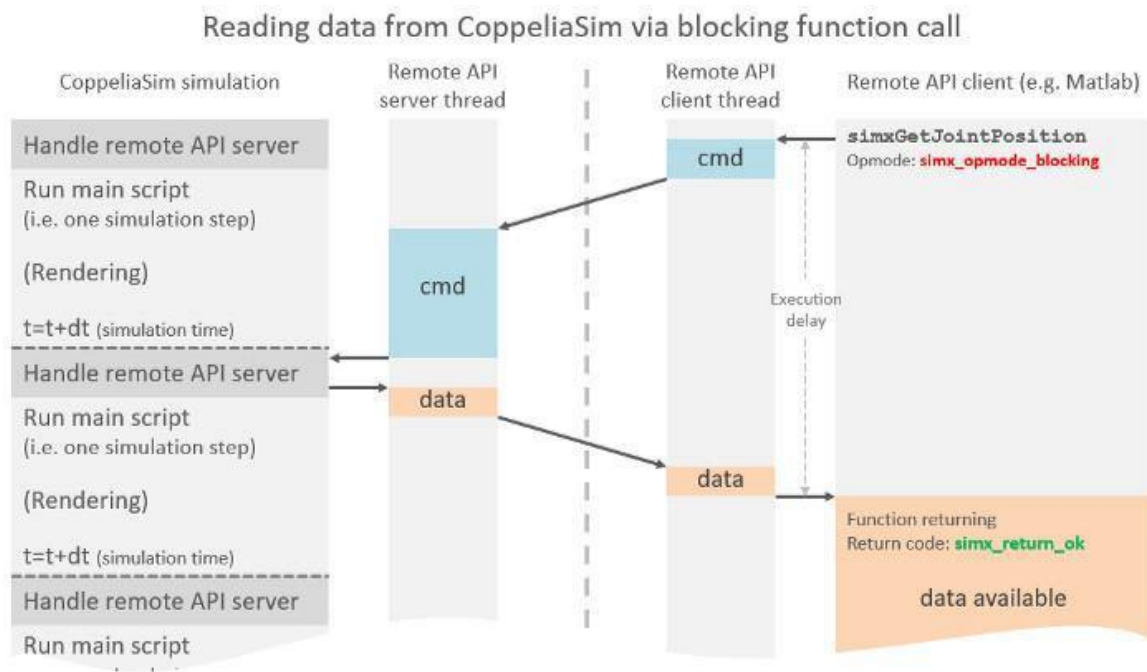 Reading data from CoppeliaSim via blocking function call
CoppeliaSim simulation
Remote API
server thread
Remote API
client thread
Remote API client (e.g. Matlab)
Handle remote API server
Run main script
(i.e. one simulation step)
(Rendering)
t=t+dt (simulation time)
Handle remote API server
Run main script
(i.e. one simulation step)
(Rendering)
t=t+dt (simulation time)
Handle remote API server
Run main script
cmd
data
cmd
data
Execution
delay
simxGetJointPosition
Opmode: simx_opmode_blocking
Function returning
Return code: simx_return_ok
data available